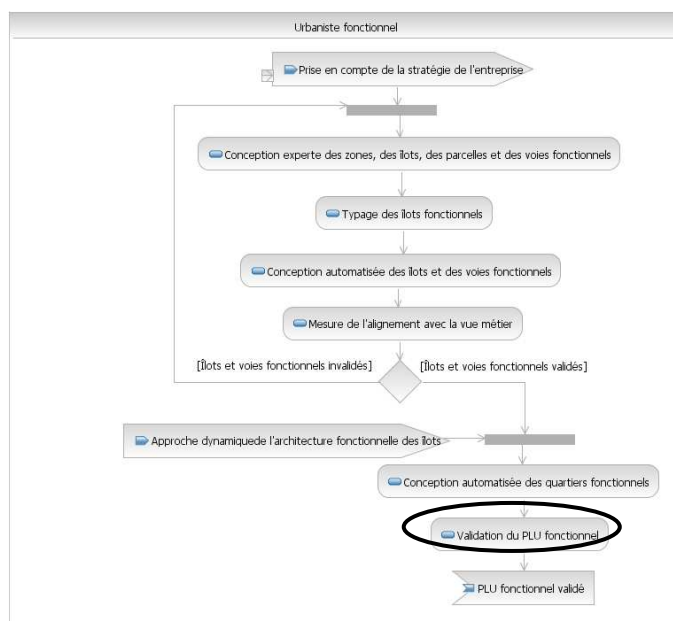 Urbaniste fonctionnel
Prise en compte de la stratégie de l'entreprise
Conception experte des zones, des îlots, des parcelles et des voies fonctionnels
Typage des îlots fonctionnels
Conception automatisée des îlots et des voies fonctionnels
Mesure de l'alignement avec la vue métier
[Îlots et voies fonctionnels invalidés]
[Îlots et voies fonctionnels validés]
Approche dynamiquede l'architecture fonctionnelle des îlots
Conception automatisée des quartiers fonctionnels
Validation du PLU fonctionnel
PLU fonctionnel validé